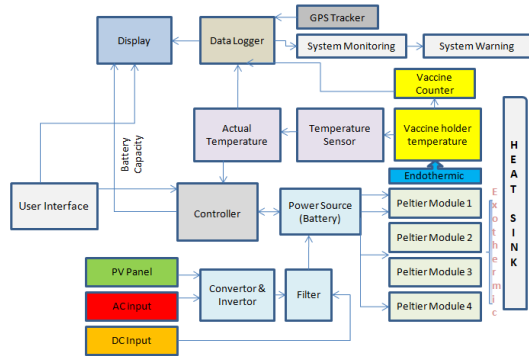 GPS Tracker
Display
Data Logger
System Monitoring
System Warning
Vaccine
Counter
Actual
Temperature
Temperature
Sensor
Vaccine holder
temperature
Battery
Capacity
Endothermic
HEAT SINK
User Interface
Controller
Power Source
(Battery)
Peltier Module 1
Exothermic
Peltier Module 2
PV Panel
Convertor &
Invertor
Filter
Peltier Module 3
AC input
Peltier Module 4
DC Input